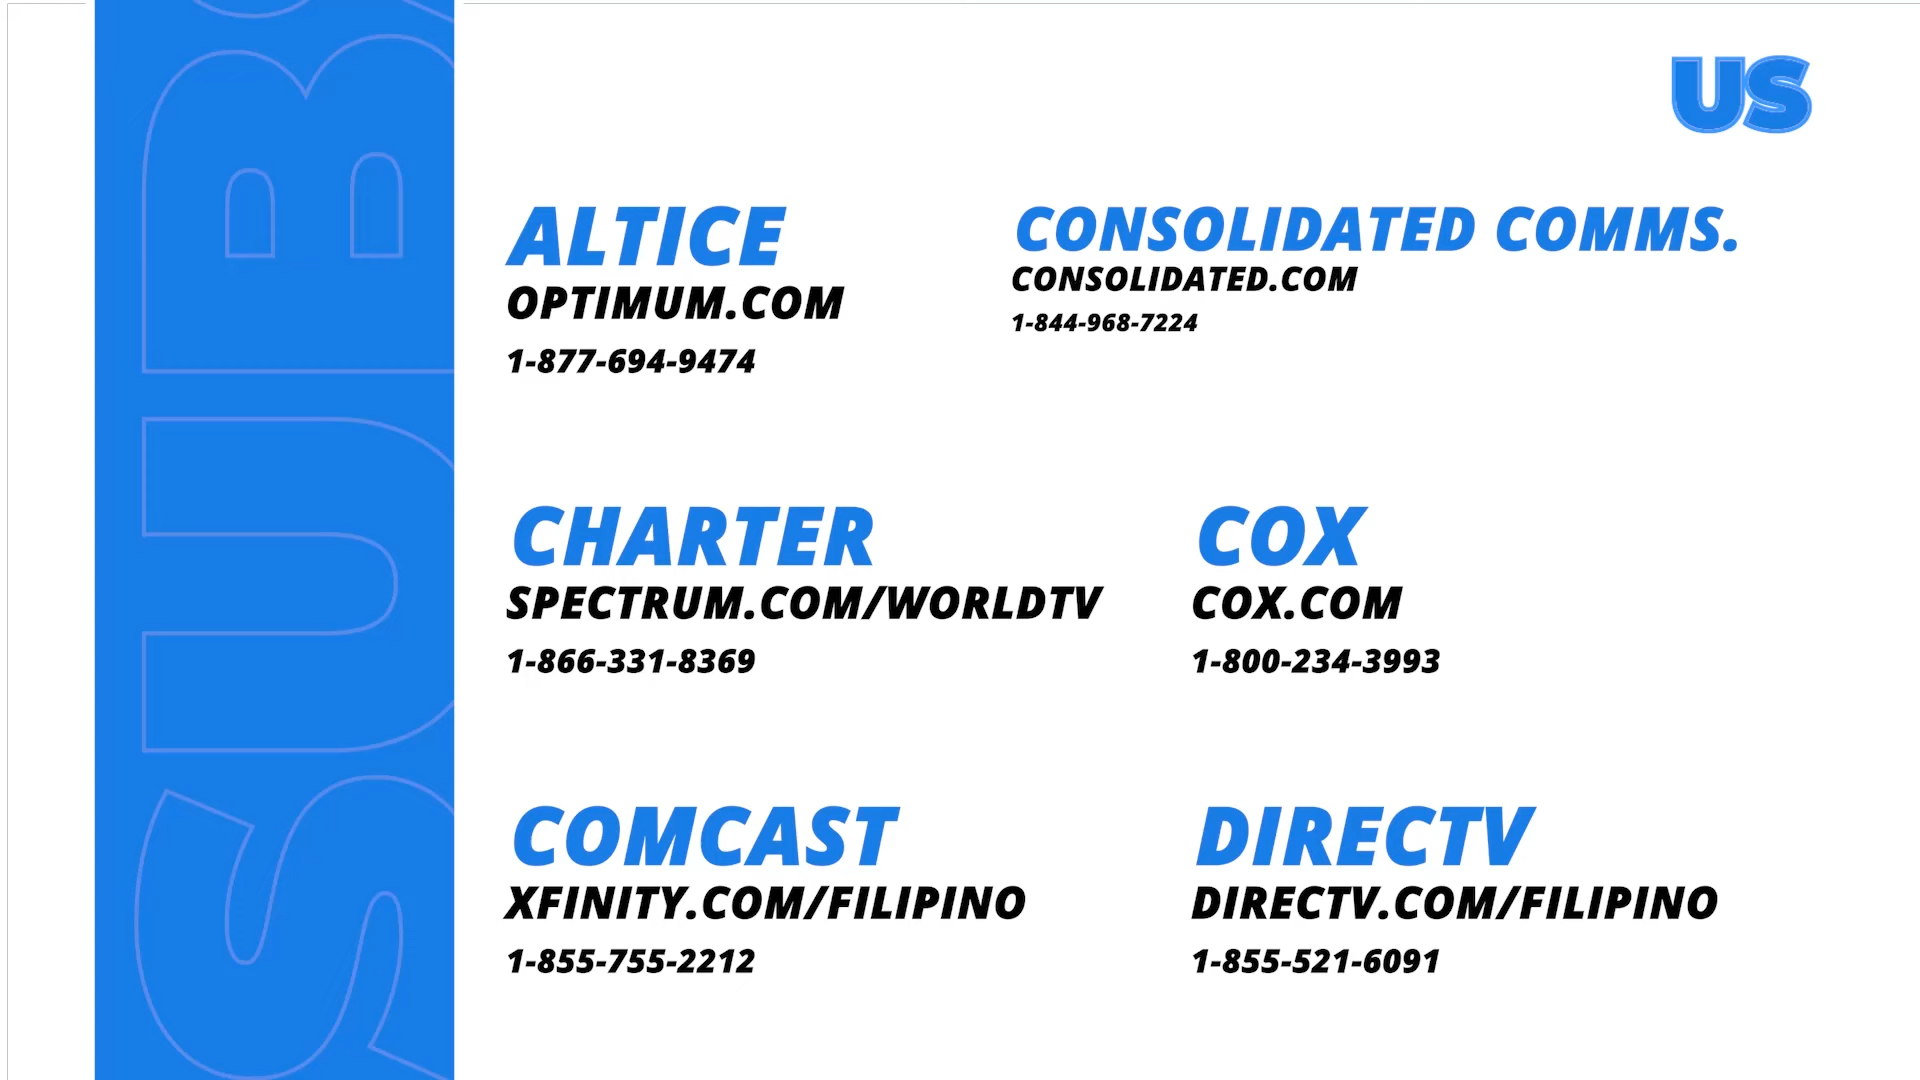 US
ALTICE
OPTIMUM.COM
1-877-694-9474
CONSOLIDATED COMMS.
CONSOLIDATED.COM
1-844-968-7224
CHARTER
SPECTRUM.COM/WORLDTV
1-866-331-8369
COX
COX.COM
1-800-234-3993
COMCAST
XFINITY.COM/FILIPINO
1-855-755-2212
DIRECTV
DIRECTV.COM/FILIPINO
1-855-521-6091
SUB